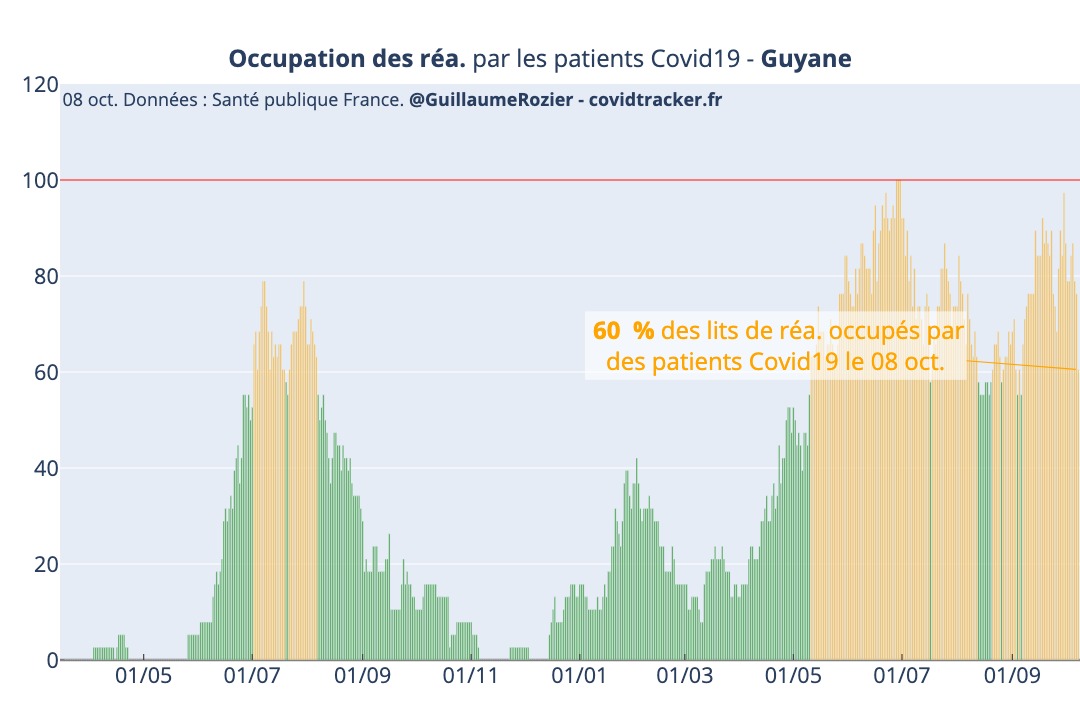 Occupation des réa. par les patients Covid19 - Guyane
120
08 oct. Données : Santé publique France. @GuillaumeRozier - covidtracker.fr
100
80
60 % des lits de réa. occupés par
des patients Covid19 le 08 oct.
60
40
20
0
01/05 01/07 01/09 01/11 01/01 01/03 01/05 01/07 01/09